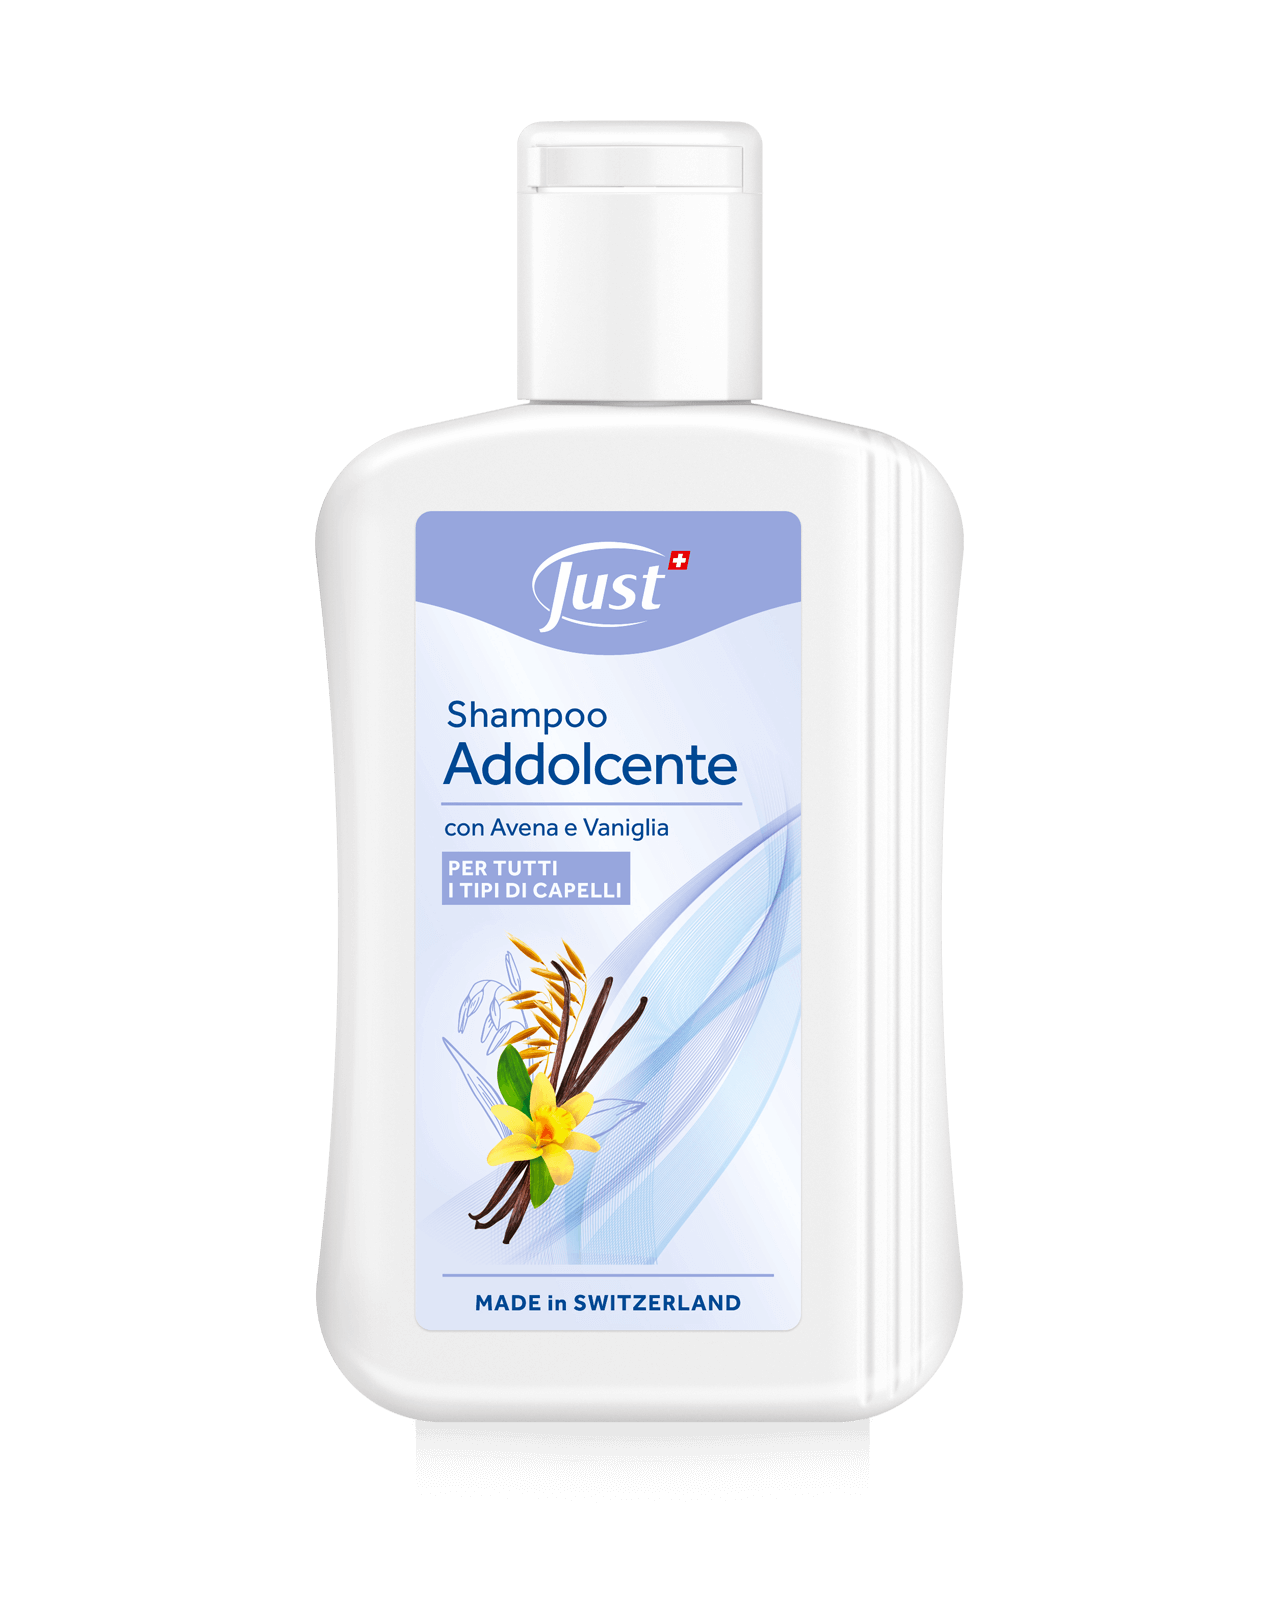 Just
Shampoo
Addolcente
con Avena e Vaniglia
PER TUTTI
I TIPI DI CAPELLI
MADE in SWITZERLAND